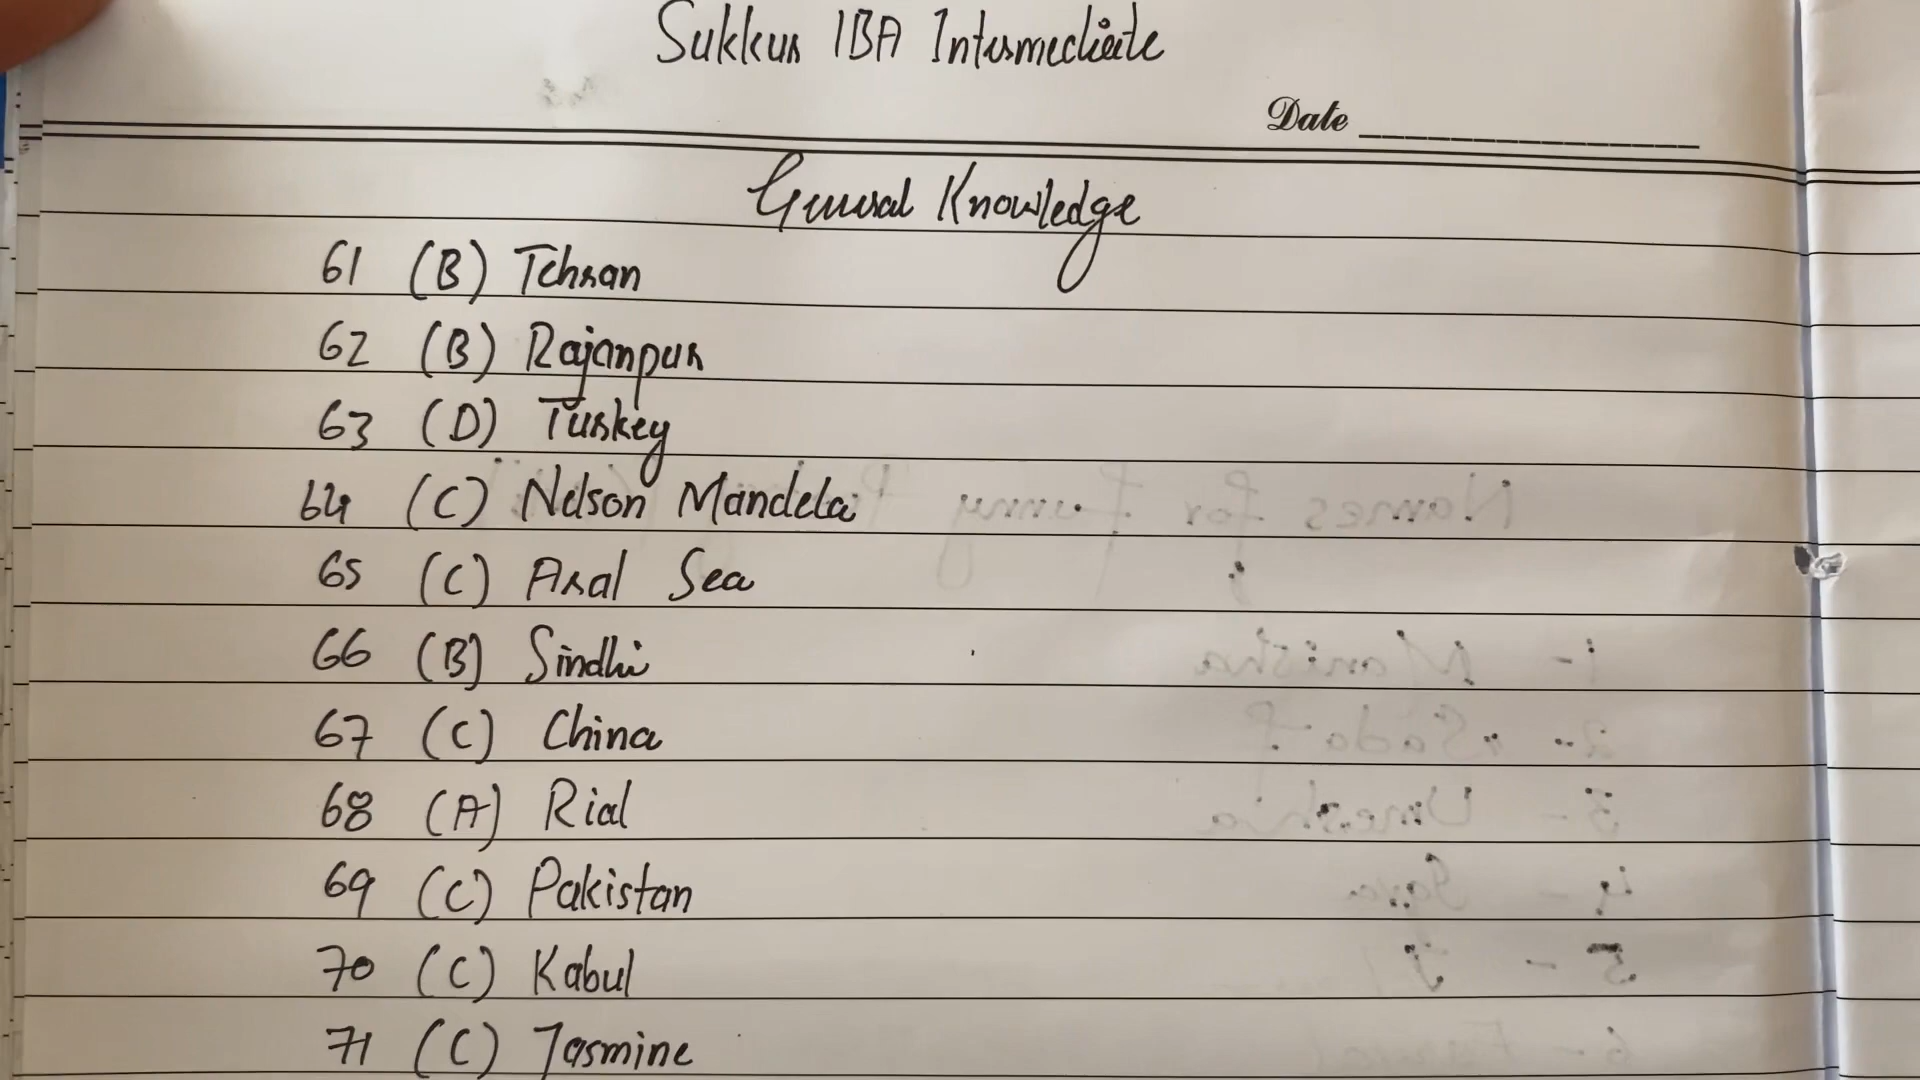 Sukkur IBA Intermediate
Date
General Knowledge
61 (B) Tehran
62 (B) Rajanpur
63 (D) Turkey
64 (C) Nelson Mandela
65 (C) Aral Sea
66 (B) Sindhi
67 (C) China
68 (A) Rial
69 (C) Pakistan
70 (C) Kabul
71 (C) Jasmine